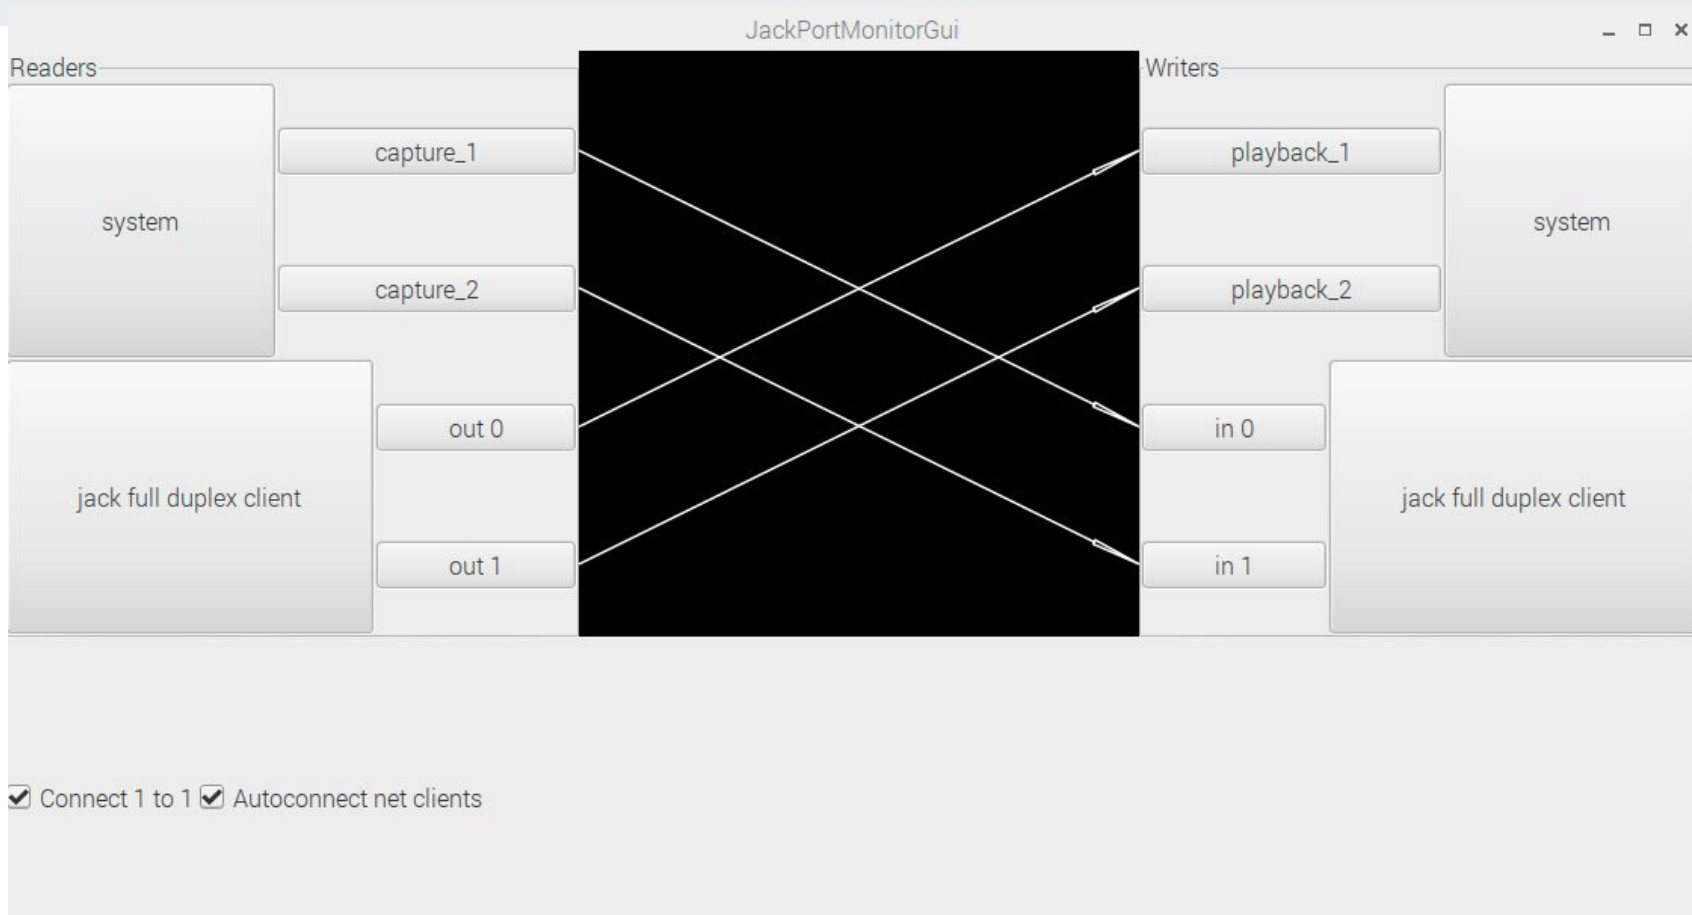 JackPortMonitorGui
Readers
Writers
capture_1
playback_1
system
system
capture_2
playback_2
out 0
in 0
jack full duplex client
jack full duplex client
out 1
in 1
Connect 1 to 1 Autoconnect net clients